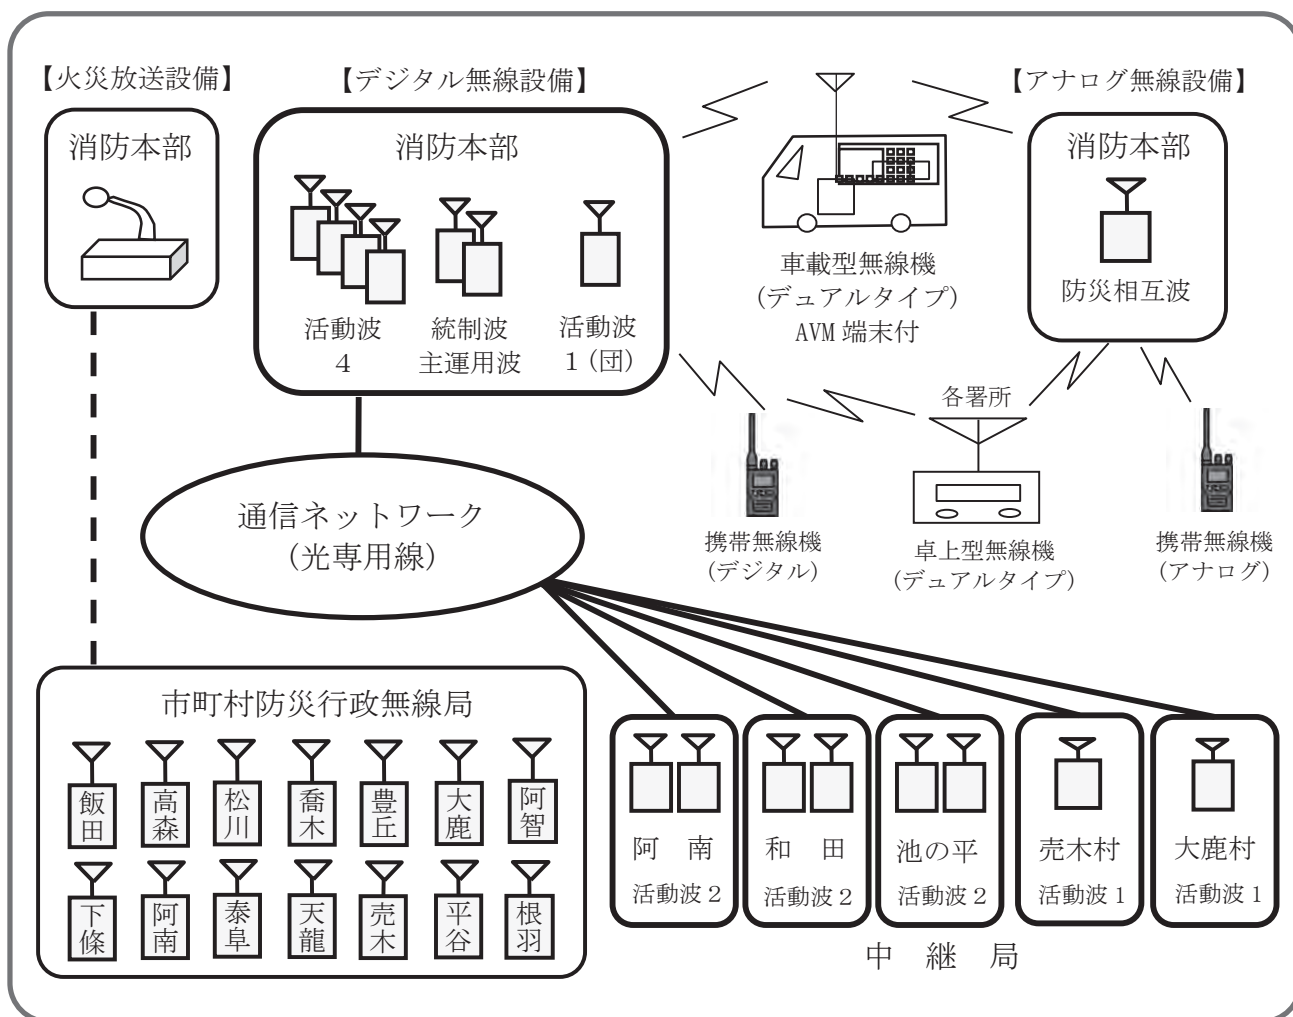 【火災放送設備】
消防本部
【デジタル無線設備】
消防本部
活動波
4
統制波
主運用波
活動波
1(団)
車載型無線機
(デュアルタイプ)
AVM 端末付
【アナログ無線設備】
消防本部
防災相互波
各署所
携帯無線機
(デジタル)
卓上型無線機
(デュアルタイプ)
携帯無線機
(アナログ)
通信ネットワーク
(光専用線)
市町村防災行政無線局
飯田
高森
松川
喬木
豊丘
大鹿
阿智
下條
阿南
泰阜
天龍
売木
平谷
根羽
阿 南
活動波2
和 田
活動波2
池の平
活動波2
売木村
活動波1
大鹿村
活動波1
中 継 局